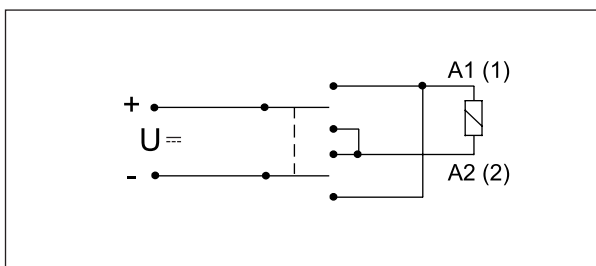 A1 (1)
+
U⎓
-
A2 (2)